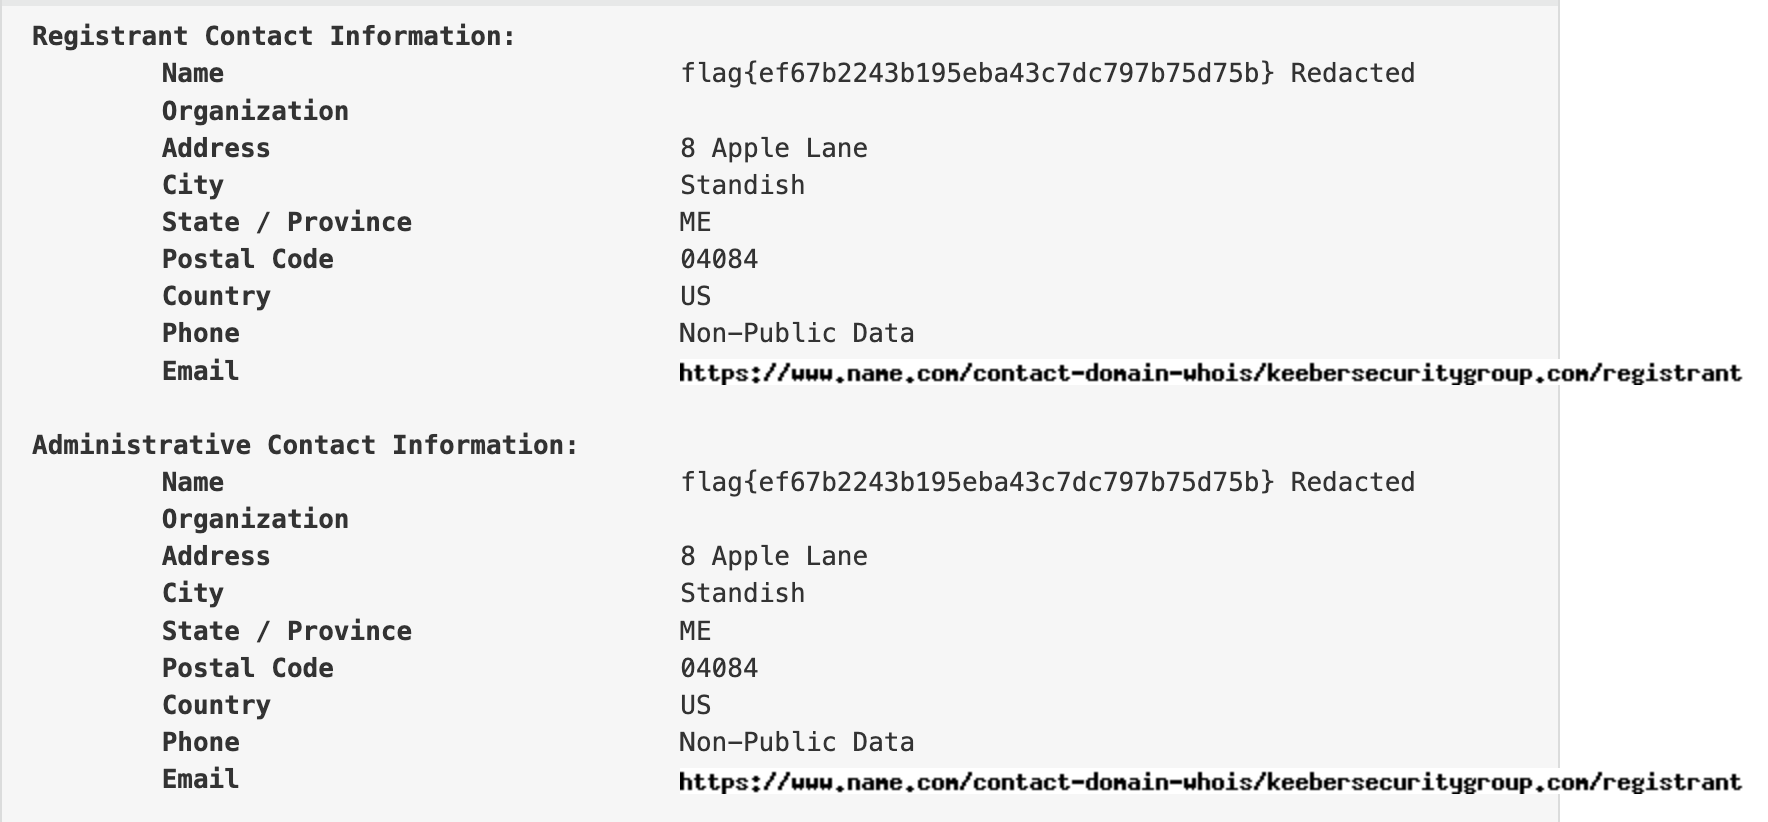 Registrant Contact Information:
Name flag{ef67b2243b195eba43c7dc797b75d75b} Redacted
Organization
Address 8 Apple Lane
City Standish
State / Province ME
Postal Code 04084
Country US
Phone Non-Public Data
Email https://www.name.com/contact-domain-whois/keebersecuritygroup.com/registrant
Administrative Contact Information:
Name flag{ef67b2243b195eba43c7dc797b75d75b} Redacted
Organization
Address 8 Apple Lane
City Standish
State / Province ME
Postal Code 04084
Country US
Phone Non-Public Data
Email https://www.name.com/contact-domain-whois/keebersecuritygroup.com/registrant